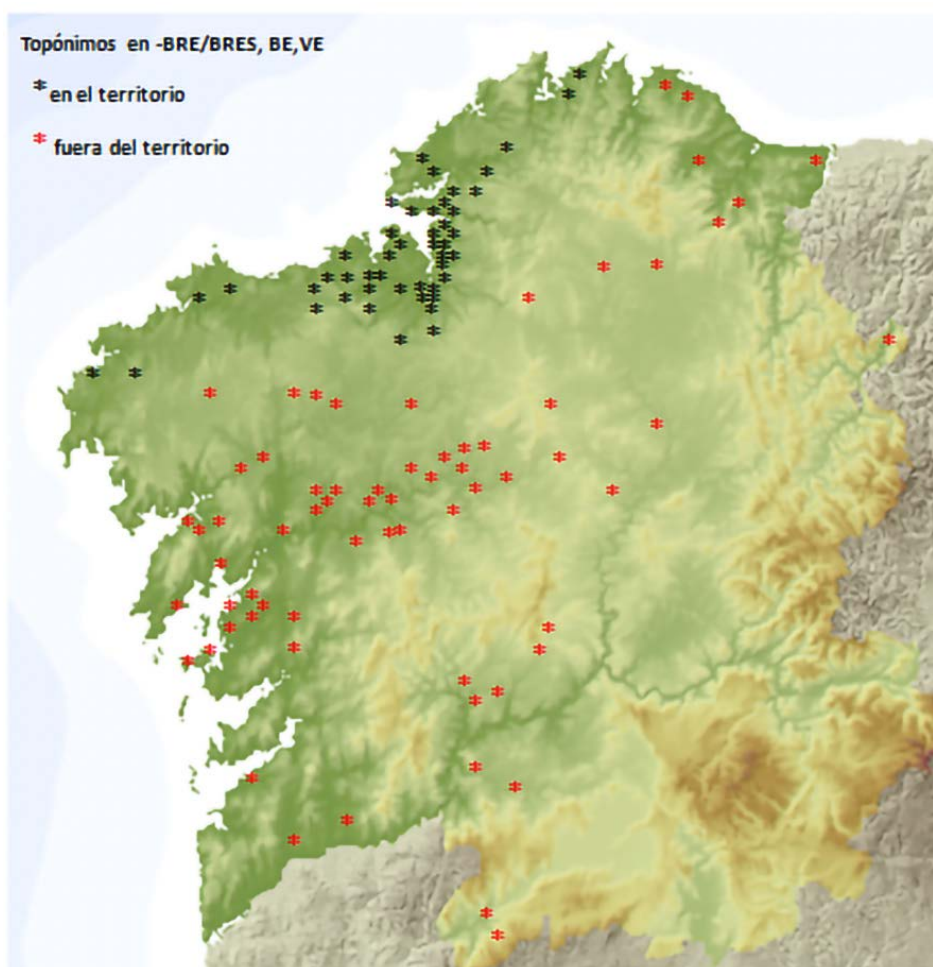 Topónimos en -BRE/BRES, BE,VE
en el territorio
fuera del territorio